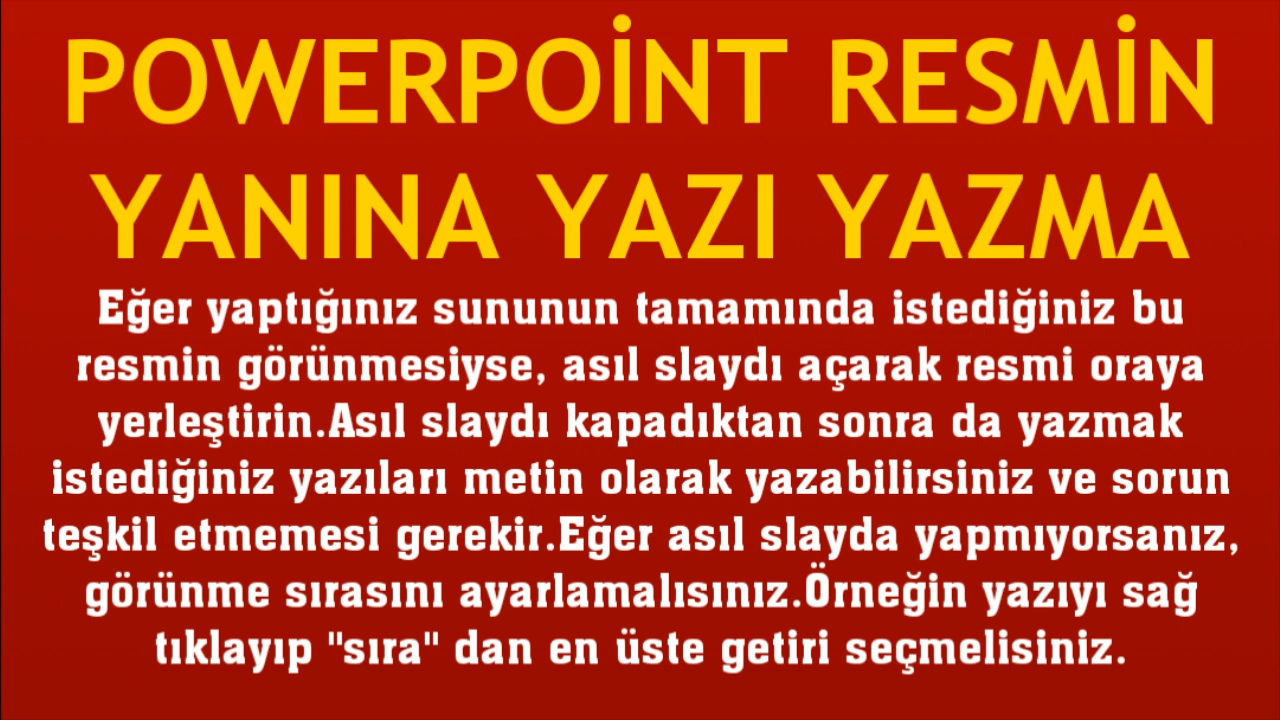 POWERPOİNT RESMİN
YANINA YAZI YAZMA
Eğer yaptığınız sununun tamamında istediğiniz bu
resmin görünmesiyse, asıl slaydı açarak resmi oraya
yerleştirin.Asıl slaydı kapadıktan sonra da yazmak
istediğiniz yazıları metin olarak yazabilirsiniz ve sorun
teşkil etmemesi gerekir.Eğer asıl slayda yapmıyorsanız,
görünme sırasını ayarlamalısınız.Örneğin yazıyı sağ
tıklayıp "sıra" dan en üste getiri seçmelisiniz.